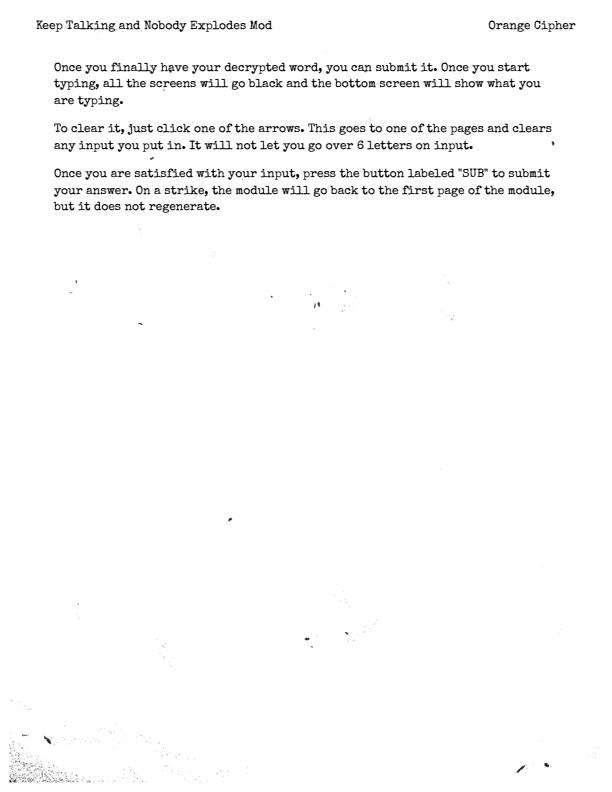 Keep Talking and Nobody Explodes Mod Orange Cipher
Once you finally have your decrypted word, you can submit it. Once you start
typing, all the screens will go black and the bottom screen will show what you
are typing.
To clear it, just click one of the arrows. This goes to one of the pages and clears
any input you put in. It will not let you go over 6 letters on input.
Once you are satisfied with your input, press the button labeled "SUB" to submit
your answer. On a strike, the module will go back to the first page of the module,
but it does not regenerate.